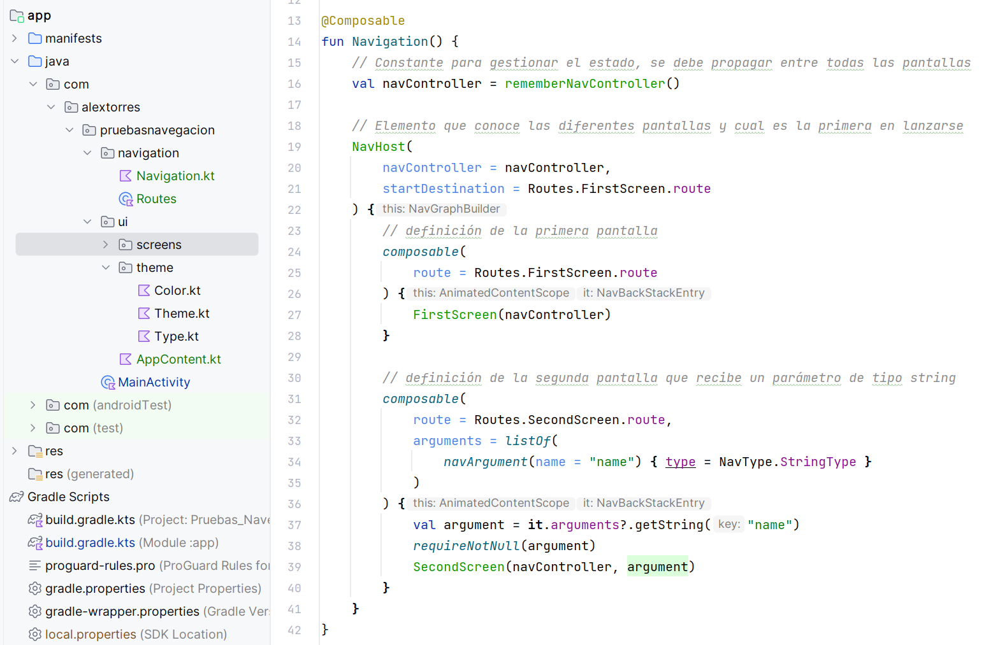 app
manifests
java
com
alextorres
pruebasnavegacion
navigation
Navigation.kt
Routes
ui
screens
theme
Color.kt
Theme.kt
Type.kt
AppContent.kt
MainActivity
com (androidTest)
com (test)
res
res (generated)
Gradle Scripts
build.gradle.kts (Project: Pruebas_Nave
build.gradle.kts (Module :app)
proguard-rules.pro (ProGuard Rules for
gradle.properties (Project Properties)
gradle-wrapper.properties (Gradle Ver
local.properties (SDK Location)
12
13 @Composable
14 fun Navigation() {
15 // Constante para gestionar el estado, se debe propagar entre todas las pantallas
16 val navController = rememberNavController()
17
18 // Elemento que conoce las diferentes pantallas y cual es la primera en lanzarse
19 NavHost(
20 navController = navController,
21 startDestination = Routes.FirstScreen.route
22 ) { this: NavGraphBuilder
23 // definición de la primera pantalla
24 composable(
25 route = Routes.FirstScreen.route
26 ) { this: AnimatedContentScope it: NavBackStackEntry
27 FirstScreen(navController)
28 }
29
30 // definición de la segunda pantalla que recibe un parámetro de tipo string
31 composable(
32 route = Routes.SecondScreen.route,
33 arguments = listOf(
34 navArgument(name = "name") { type = NavType.StringType }
35 )
36 ) { this: AnimatedContentScope it: NavBackStackEntry
37 val argument = it.arguments?.getString( key: "name")
38 requireNotNull(argument)
39 SecondScreen(navController, argument)
40 }
41 }
42 }